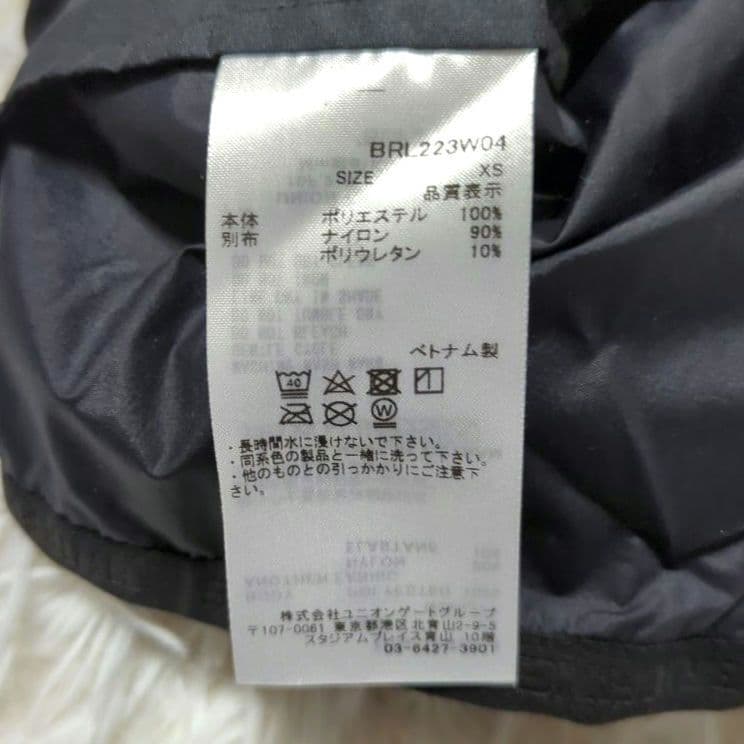 BRL223W04
SIZE XS
品質表示
本体 ポリエステル 100%
別布 ナイロン 90%
ポリウレタン 10%
ベトナム製
40
W
・長時間水に浸けないで下さい。
・同系色の製品と一緒に洗って下さい。
・他のものとの引っかかりにご注意下
さい。
株式会社ユニオンゲートグループ
〒107-0061 東京都港区北青山2-9-5
スタジアムプレイス青山 10階
03-6427-3901